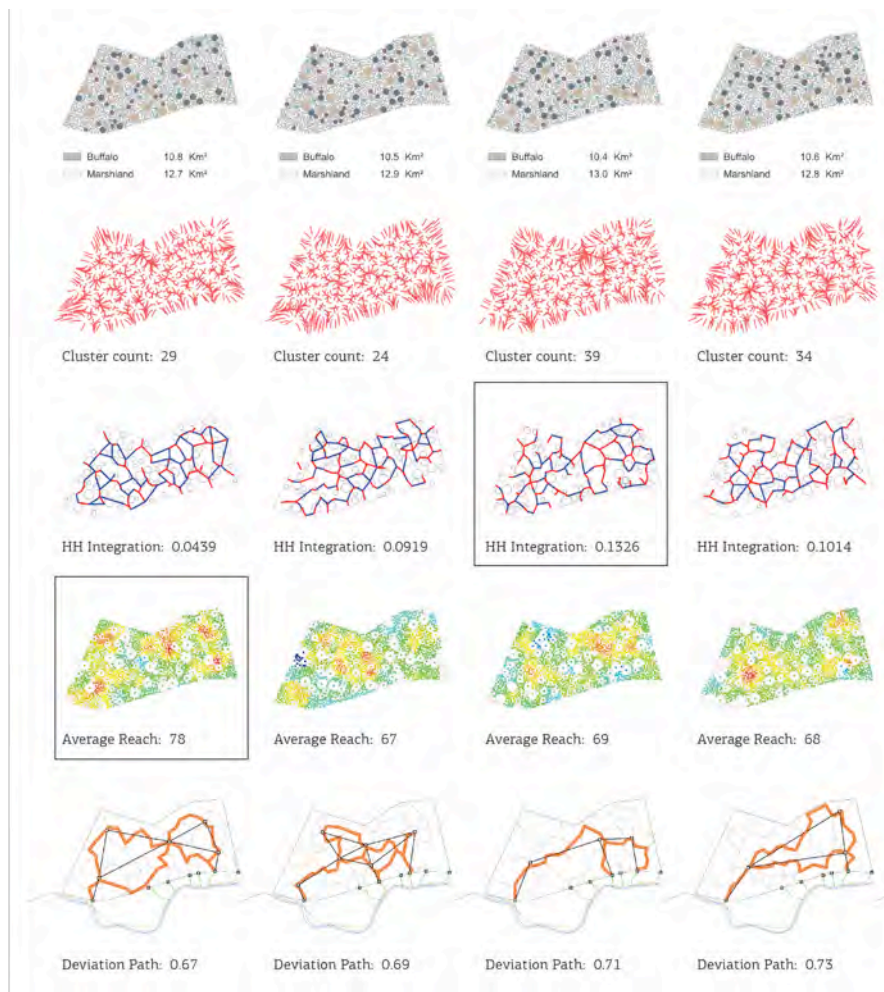 Buffalo 10.8 Km² Buffalo 10.5 Km² Buffalo 10.4 Km² Buffalo 10.6 Km²
Marshland 12.7 Km² Marshland 12.9 Km² Marshland 13.0 Km² Marshland 12.8 Km²
Cluster count: 29 Cluster count: 24 Cluster count: 39 Cluster count: 34
HH Integration: 0.0439 HH Integration: 0.0919 HH Integration: 0.1326 HH Integration: 0.1014
Average Reach: 78 Average Reach: 67 Average Reach: 69 Average Reach: 68
Deviation Path: 0.67 Deviation Path: 0.69 Deviation Path: 0.71 Deviation Path: 0.73